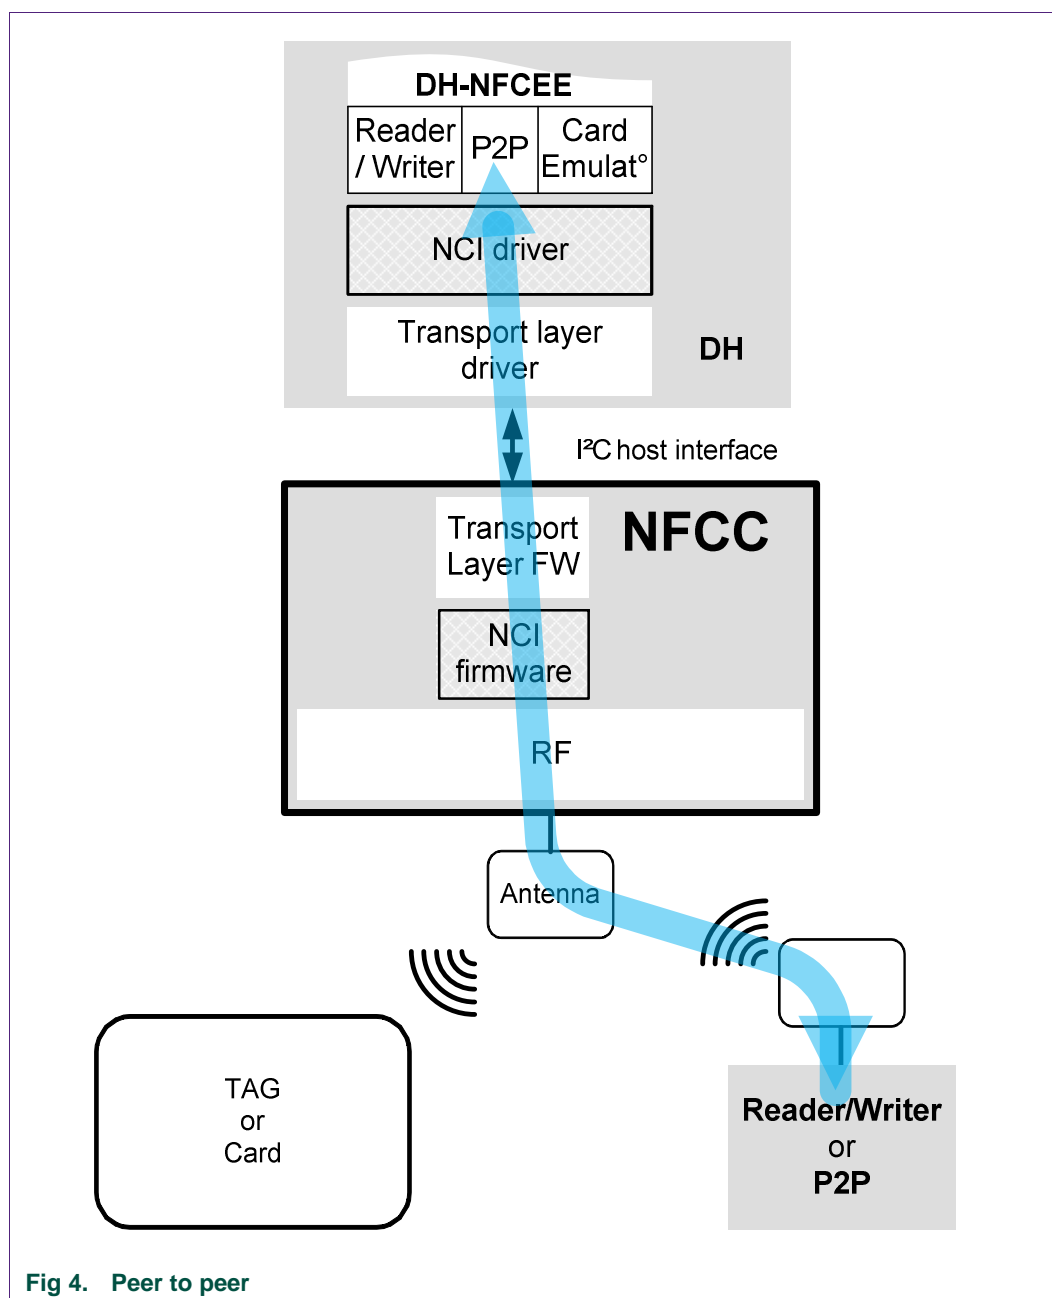 DH-NFCEE
Reader
/ Writer
P2P
Card
Emulat°
NCI driver
Transport layer
driver
DH
I²C host interface
NFCC
Transport
Layer FW
NCI
firmware
RF
Antenna
TAG
or
Card
Reader/Writer
or
P2P
Fig 4. Peer to peer